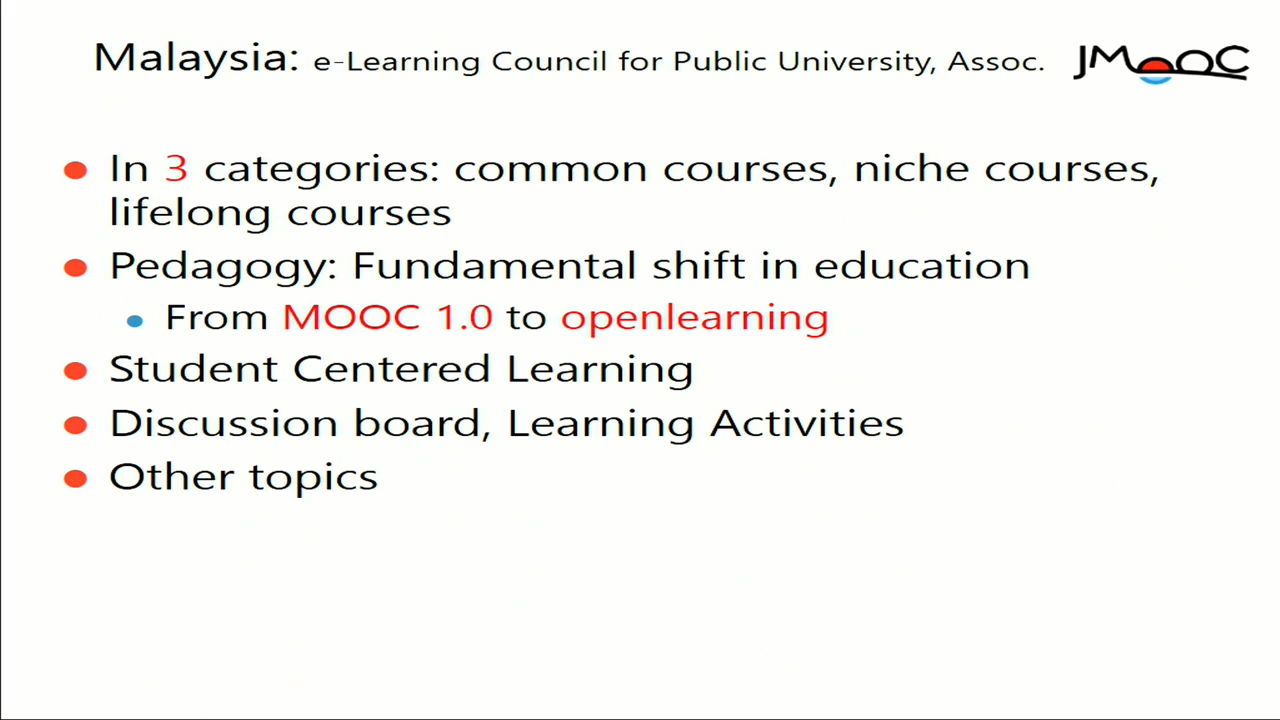 Malaysia: e-Learning Council for Public University, Assoc.
JMOOC
In 3 categories: common courses, niche courses,
lifelong courses
Pedagogy: Fundamental shift in education
From MOOC 1.0 to openlearning
Student Centered Learning
Discussion board, Learning Activities
Other topics